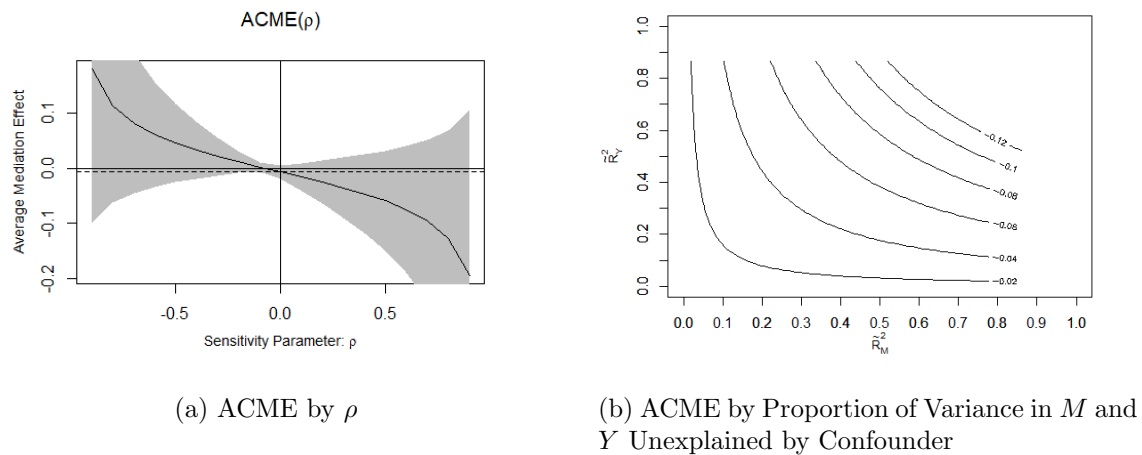 ACME(ρ)
Average Mediation Effect
0.1
0.0
-0.1
-0.2
-0.5 0.0 0.5
Sensitivity Parameter: ρ
(a) ACME by ρ
R̃²Y
1.0
0.8
0.6
0.4
0.2
0.0
-0.12
-0.1
-0.08
-0.06
-0.04
-0.02
0.0 0.1 0.2 0.3 0.4 0.5 0.6 0.7 0.8 0.9 1.0
R̃²M
(b) ACME by Proportion of Variance in M and
Y Unexplained by Confounder